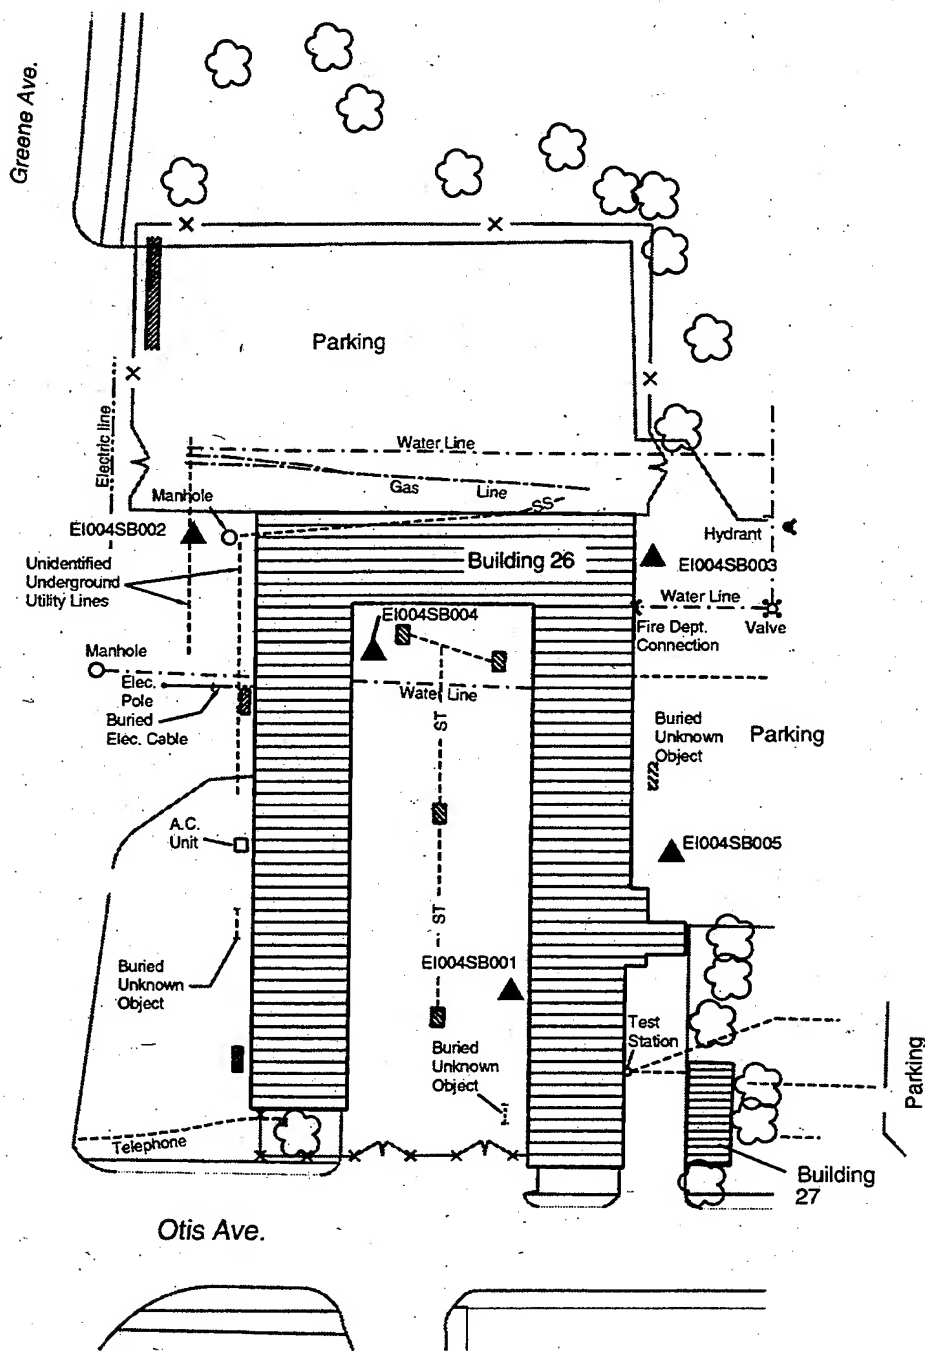 Greene Ave.
Parking
Electric line
Water Line
Gas Line
Manhole
SS
EI004SB002
Hydrant
Building 26
EI004SB003
Unidentified
Underground
Utility Lines
Water Line
EI004SB004
Fire Dept.
Connection
Valve
Manhole
Elec.
Pole
Water Line
Buried
Elec. Cable
ST
Buried
Unknown
Object
Parking
A.C.
Unit
EI004SB005
ST
EI004SB001
Buried
Unknown
Object
Test
Station
Buried
Unknown
Object
Parking
Telephone
Building
27
Otis Ave.